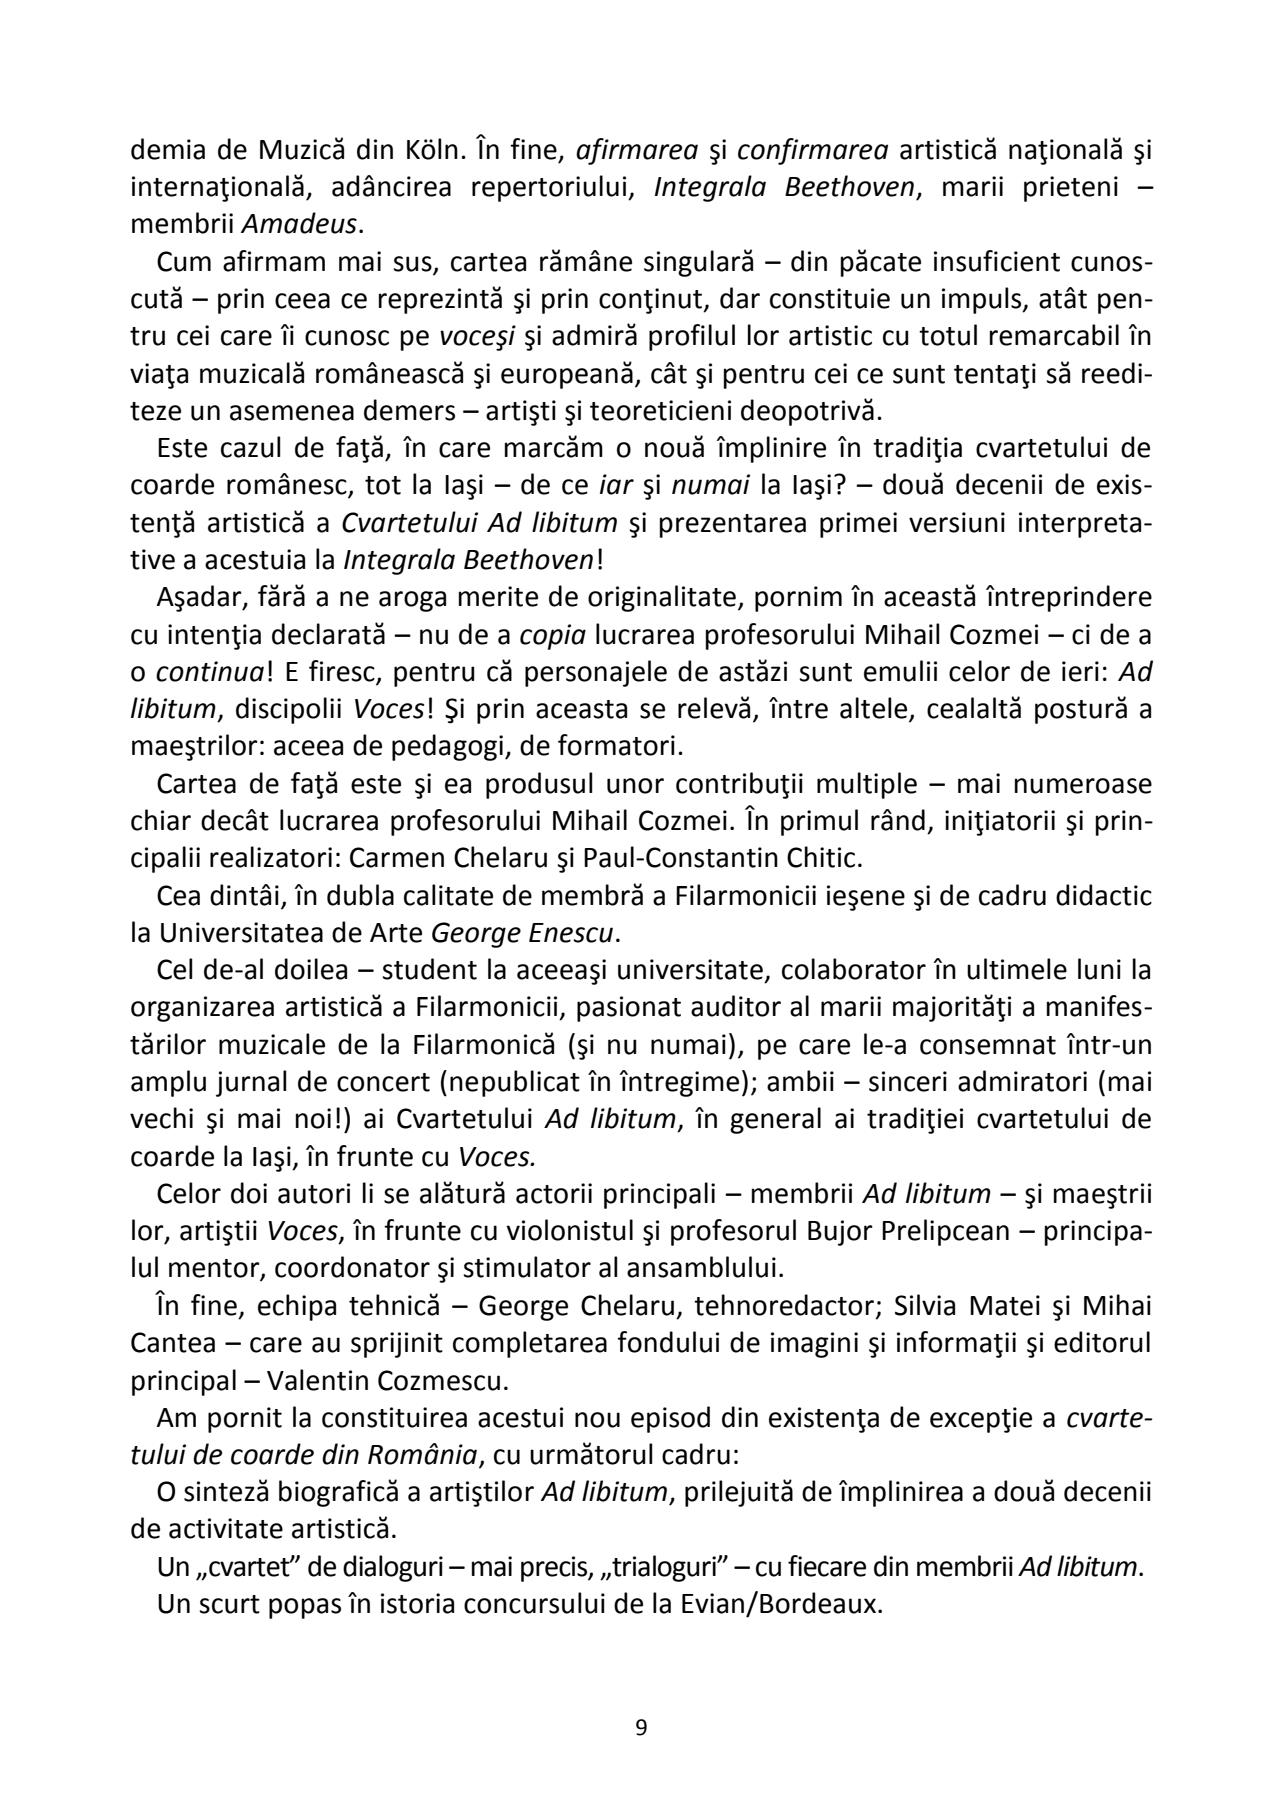 demia de Muzică din Köln. În fine, afirmarea şi confirmarea artistică naţională şi
internaţională, adâncirea repertoriului, Integrala Beethoven, marii prieteni –
membrii Amadeus.
Cum afirmam mai sus, cartea rămâne singulară – din păcate insuficient cunos-
cută – prin ceea ce reprezintă şi prin conţinut, dar constituie un impuls, atât pen-
tru cei care îi cunosc pe voceşi şi admiră profilul lor artistic cu totul remarcabil în
viaţa muzicală românească şi europeană, cât şi pentru cei ce sunt tentaţi să reedi-
teze un asemenea demers – artişti şi teoreticieni deopotrivă.
Este cazul de faţă, în care marcăm o nouă împlinire în tradiţia cvartetului de
coarde românesc, tot la Iaşi – de ce iar şi numai la Iaşi? – două decenii de exis-
tenţă artistică a Cvartetului Ad libitum şi prezentarea primei versiuni interpreta-
tive a acestuia la Integrala Beethoven!
Aşadar, fără a ne aroga merite de originalitate, pornim în această întreprindere
cu intenţia declarată – nu de a copia lucrarea profesorului Mihail Cozmei – ci de a
o continua! E firesc, pentru că personajele de astăzi sunt emulii celor de ieri: Ad
libitum, discipolii Voces! Şi prin aceasta se relevă, între altele, cealaltă postură a
maeştrilor: aceea de pedagogi, de formatori.
Cartea de faţă este şi ea produsul unor contribuţii multiple – mai numeroase
chiar decât lucrarea profesorului Mihail Cozmei. În primul rând, iniţiatorii şi prin-
cipalii realizatori: Carmen Chelaru şi Paul-Constantin Chitic.
Cea dintâi, în dubla calitate de membră a Filarmonicii ieşene şi de cadru didactic
la Universitatea de Arte George Enescu.
Cel de-al doilea – student la aceeaşi universitate, colaborator în ultimele luni la
organizarea artistică a Filarmonicii, pasionat auditor al marii majorităţi a manifes-
tărilor muzicale de la Filarmonică (şi nu numai), pe care le-a consemnat într-un
amplu jurnal de concert (nepublicat în întregime); ambii – sinceri admiratori (mai
vechi şi mai noi!) ai Cvartetului Ad libitum, în general ai tradiţiei cvartetului de
coarde la Iaşi, în frunte cu Voces.
Celor doi autori li se alătură actorii principali – membrii Ad libitum – şi maeştrii
lor, artiştii Voces, în frunte cu violonistul şi profesorul Bujor Prelipcean – principa-
lul mentor, coordonator şi stimulator al ansamblului.
În fine, echipa tehnică – George Chelaru, tehnoredactor; Silvia Matei şi Mihai
Cantea – care au sprijinit completarea fondului de imagini şi informaţii şi editorul
principal – Valentin Cozmescu.
Am pornit la constituirea acestui nou episod din existenţa de excepţie a cvarte-
tului de coarde din România, cu următorul cadru:
O sinteză biografică a artiştilor Ad libitum, prilejuită de împlinirea a două decenii
de activitate artistică.
Un „cvartet” de dialoguri – mai precis, „trialoguri” – cu fiecare din membrii Ad libitum.
Un scurt popas în istoria concursului de la Evian/Bordeaux.
9